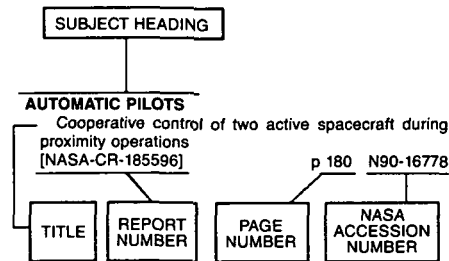 SUBJECT HEADING
AUTOMATIC PILOTS
Cooperative control of two active spacecraft during
proximity operations
[NASA-CR-185596] p 180 N90-16778
TITLE
REPORT
NUMBER
PAGE
NUMBER
NASA
ACCESSION
NUMBER